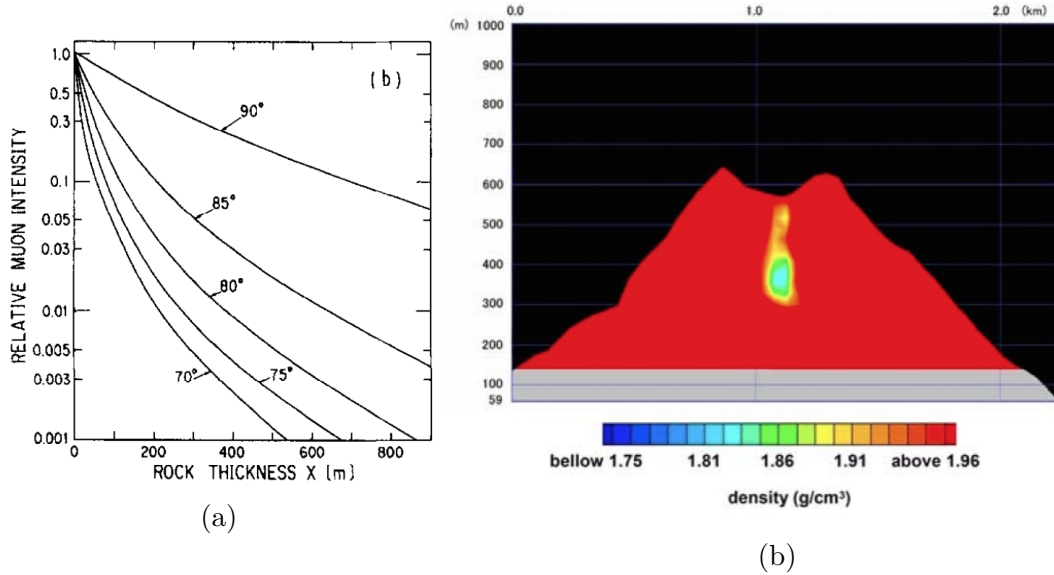 (b)
1.0
0.5
0.3
0.1
0.05
0.03
0.01
0.005
0.003
0.001
90°
85°
80°
75°
70°
0 200 400 600 800
RELATIVE MUON INTENSITY
ROCK THICKNESS X (m)
(a)
0.0 1.0 2.0 (km)
(m) 1000
900
800
700
600
500
400
300
200
100
59
bellow 1.75 1.81 1.86 1.91 above 1.96
density (g/cm³)
(b)